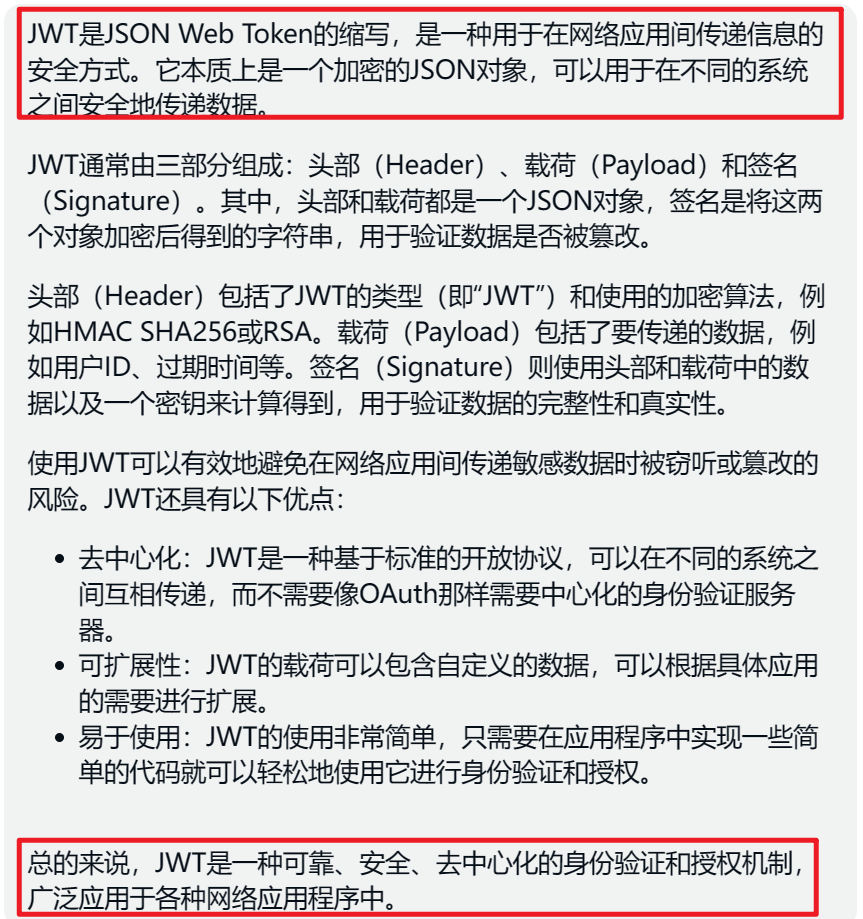 JWT是JSON Web Token的缩写，是一种用于在网络应用间传递信息的
安全方式。它本质上是一个加密的JSON对象，可以用于在不同的系统
之间安全地传递数据。
JWT通常由三部分组成：头部（Header）、载荷（Payload）和签名
（Signature）。其中，头部和载荷都是一个JSON对象，签名是将这两
个对象加密后得到的字符串，用于验证数据是否被篡改。
头部（Header）包括了JWT的类型（即“JWT”）和使用的加密算法，例
如HMAC SHA256或RSA。载荷（Payload）包括了要传递的数据，例
如用户ID、过期时间等。签名（Signature）则使用头部和载荷中的数
据以及一个密钥来计算得到，用于验证数据的完整性和真实性。
使用JWT可以有效地避免在网络应用间传递敏感数据时被窃听或篡改的
风险。JWT还具有以下优点：
• 去中心化：JWT是一种基于标准的开放协议，可以在不同的系统之
间互相传递，而不需要像OAuth那样需要中心化的身份验证服务
器。
• 可扩展性：JWT的载荷可以包含自定义的数据，可以根据具体应用
的需要进行扩展。
• 易于使用：JWT的使用非常简单，只需要在应用程序中实现一些简
单的代码就可以轻松地使用它进行身份验证和授权。
总的来说，JWT是一种可靠、安全、去中心化的身份验证和授权机制，
广泛应用于各种网络应用程序中。